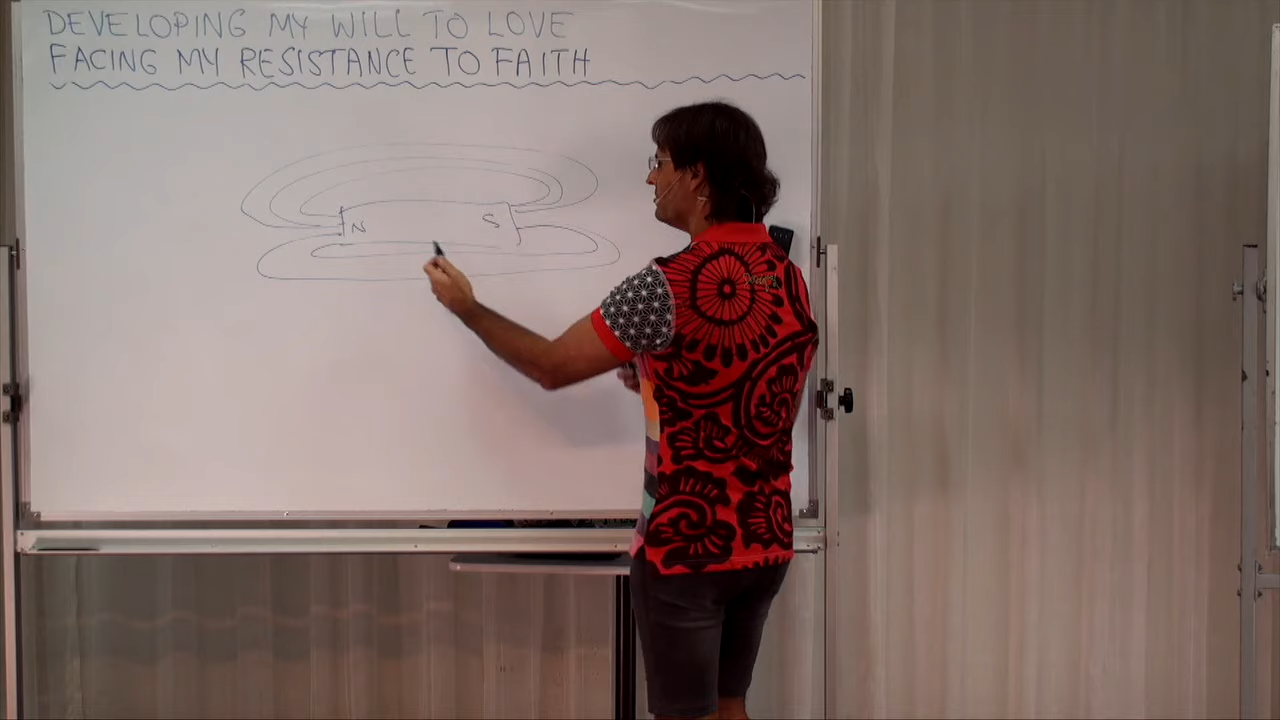 DEVELOPING MY WILL TO LOVE
FACING MY RESISTANCE TO FAITH
N S